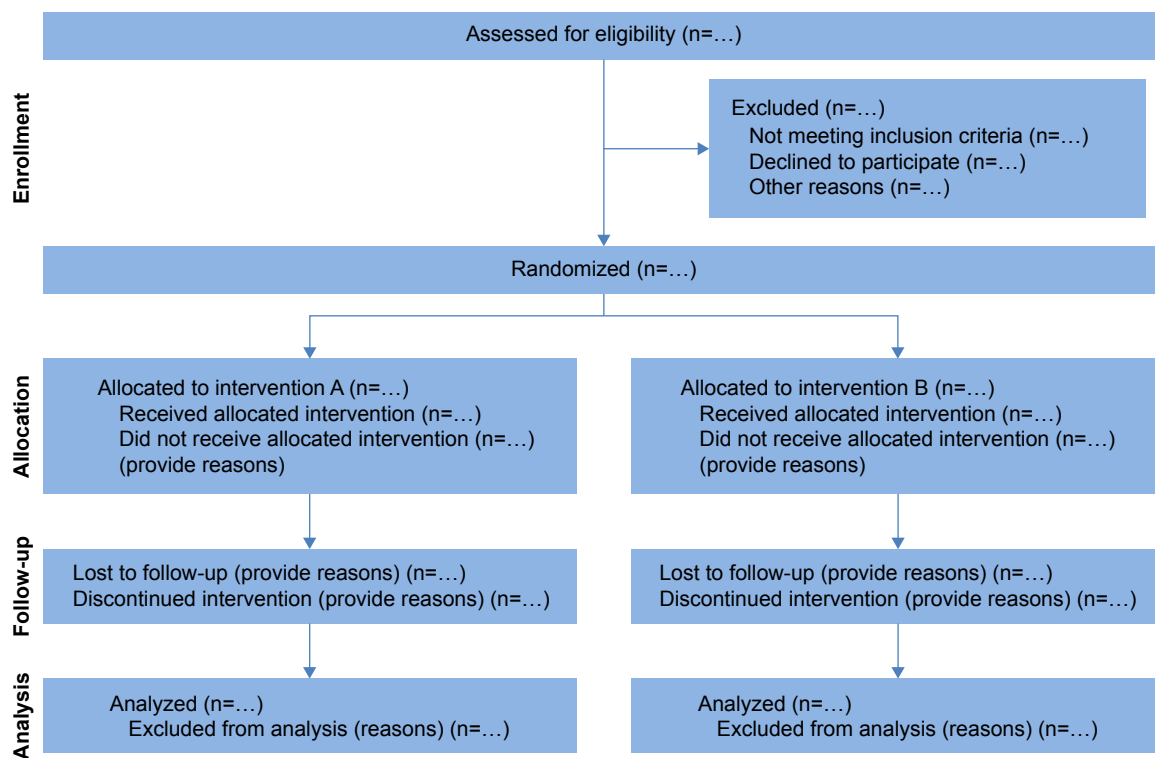 Assessed for eligibility (n=…)
Enrollment
Excluded (n=…)
Not meeting inclusion criteria (n=…)
Declined to participate (n=…)
Other reasons (n=…)
Randomized (n=…)
Allocation
Allocated to intervention A (n=…)
Received allocated intervention (n=…)
Did not receive allocated intervention (n=…)
(provide reasons)
Allocated to intervention B (n=…)
Received allocated intervention (n=…)
Did not receive allocated intervention (n=…)
(provide reasons)
Follow-up
Lost to follow-up (provide reasons) (n=…)
Discontinued intervention (provide reasons) (n=…)
Lost to follow-up (provide reasons) (n=…)
Discontinued intervention (provide reasons) (n=…)
Analysis
Analyzed (n=…)
Excluded from analysis (reasons) (n=…)
Analyzed (n=…)
Excluded from analysis (reasons) (n=…)